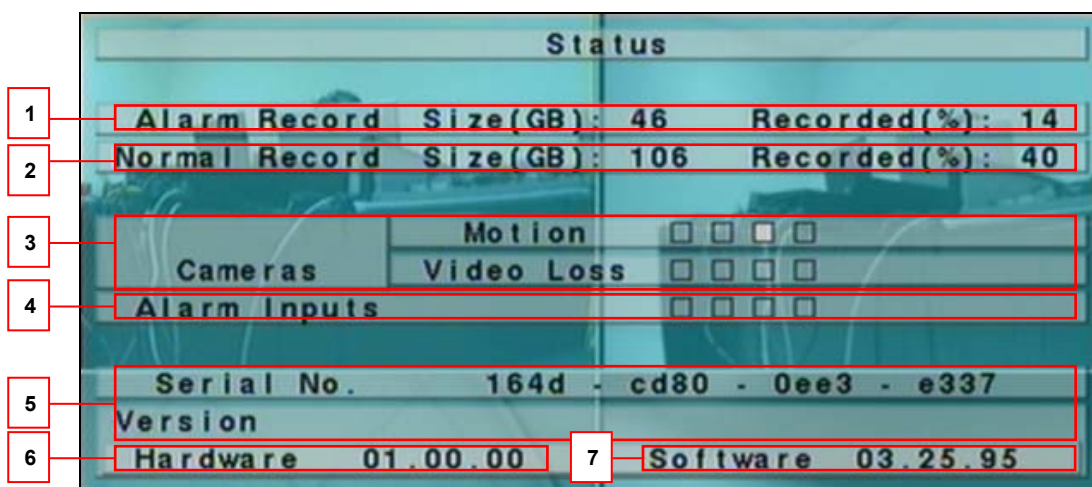 Status
1 Alarm Record Size(GB): 46 Recorded(%): 14
2 Normal Record Size(GB): 106 Recorded(%): 40
3 Motion
Cameras Video Loss
4 Alarm Inputs
5 Serial No. 164d - cd80 - 0ee3 - e337
Version
6 Hardware 01.00.00 7 Software 03.25.95